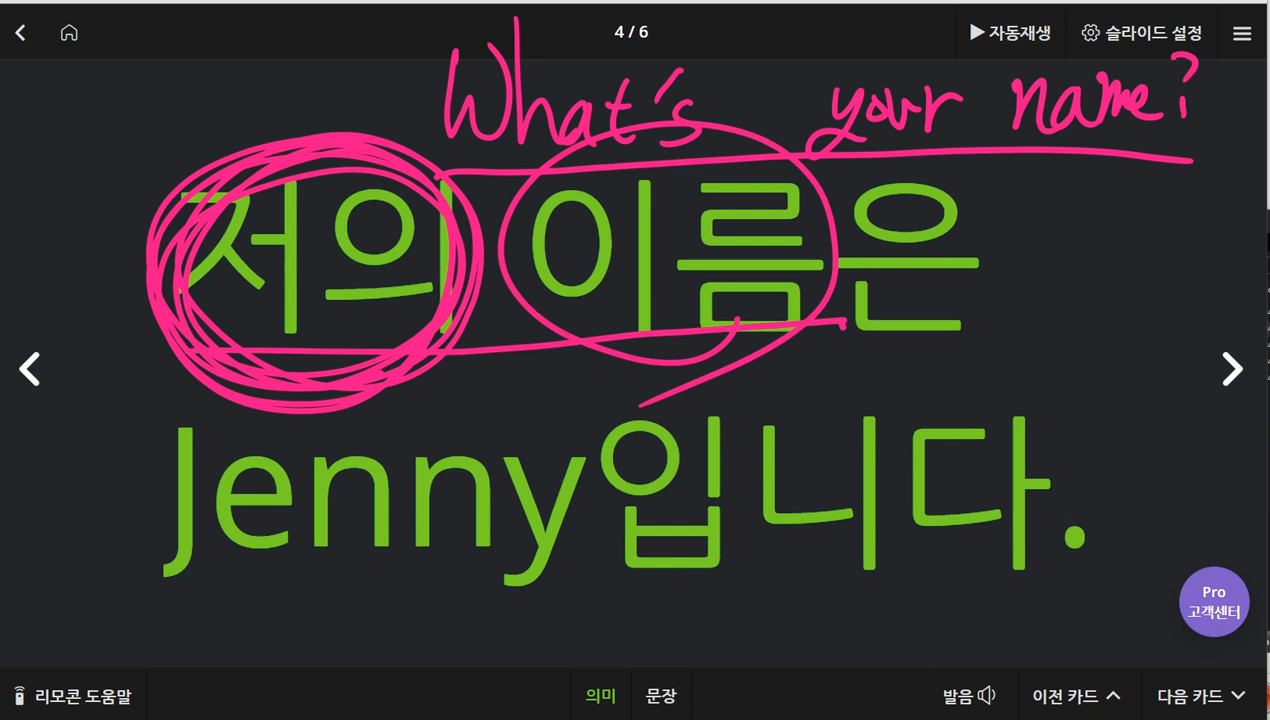 4 / 6
자동재생
슬라이드 설정
What's your name?
저의 이름은
Jenny입니다.
Pro
고객센터
리모콘 도움말
의미
문장
발음
이전 카드
다음 카드